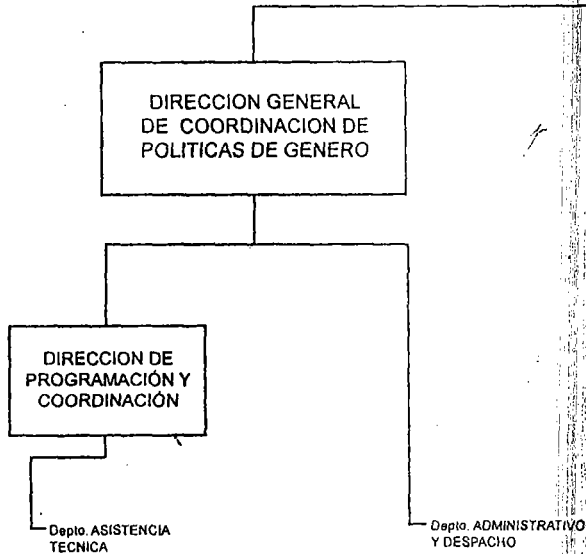 DIRECCION GENERAL
DE COORDINACION DE
POLITICAS DE GENERO
DIRECCION DE
PROGRAMACIÓN Y
COORDINACIÓN
Depto. ASISTENCIA
TECNICA
Depto. ADMINISTRATIVO
Y DESPACHO